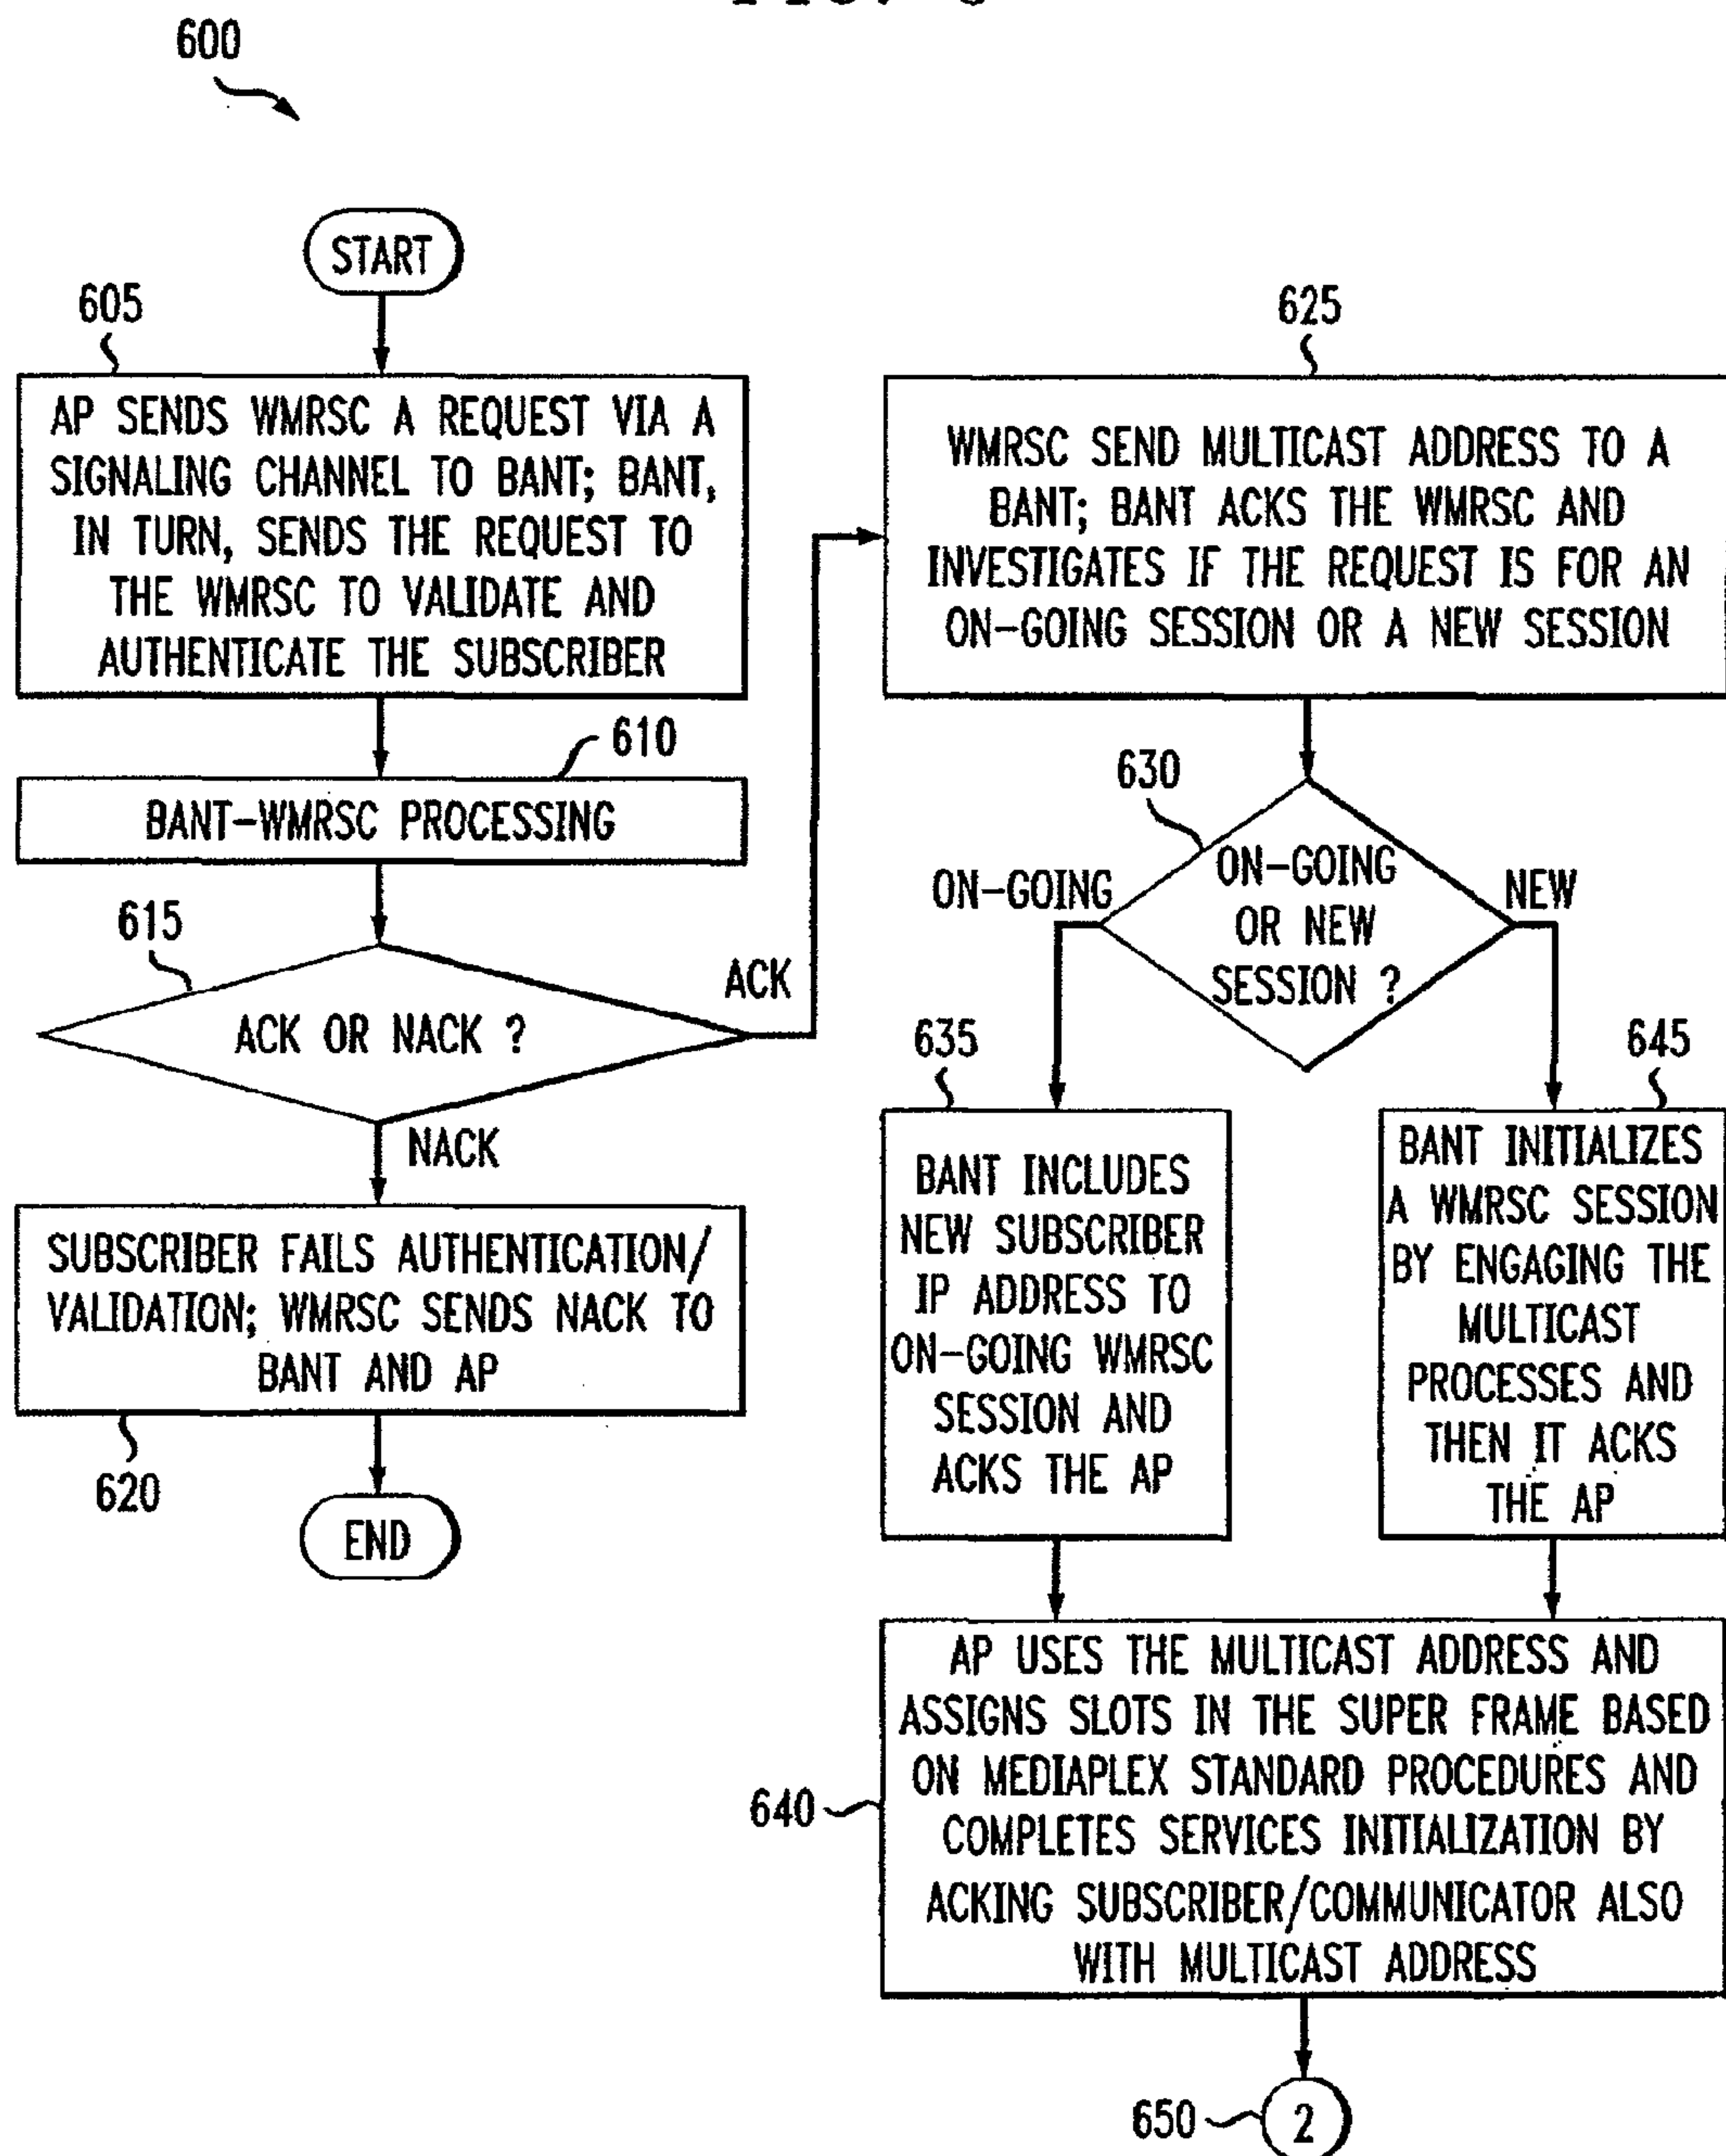 600
START
605
AP SENDS WMRSC A REQUEST VIA A
SIGNALING CHANNEL TO BANT; BANT,
IN TURN, SENDS THE REQUEST TO
THE WMRSC TO VALIDATE AND
AUTHENTICATE THE SUBSCRIBER
610
BANT-WMRSC PROCESSING
615
ACK OR NACK ?
ACK
NACK
SUBSCRIBER FAILS AUTHENTICATION/
VALIDATION; WMRSC SENDS NACK TO
BANT AND AP
620
END
625
WMRSC SEND MULTICAST ADDRESS TO A
BANT; BANT ACKS THE WMRSC AND
INVESTIGATES IF THE REQUEST IS FOR AN
ON-GOING SESSION OR A NEW SESSION
630
ON-GOING
OR NEW
SESSION ?
ON-GOING
NEW
635
BANT INCLUDES
NEW SUBSCRIBER
IP ADDRESS TO
ON-GOING WMRSC
SESSION AND
ACKS THE AP
645
BANT INITIALIZES
A WMRSC SESSION
BY ENGAGING THE
MULTICAST
PROCESSES AND
THEN IT ACKS
THE AP
640
AP USES THE MULTICAST ADDRESS AND
ASSIGNS SLOTS IN THE SUPER FRAME BASED
ON MEDIAPLEX STANDARD PROCEDURES AND
COMPLETES SERVICES INITIALIZATION BY
ACKING SUBSCRIBER/COMMUNICATOR ALSO
WITH MULTICAST ADDRESS
650
2